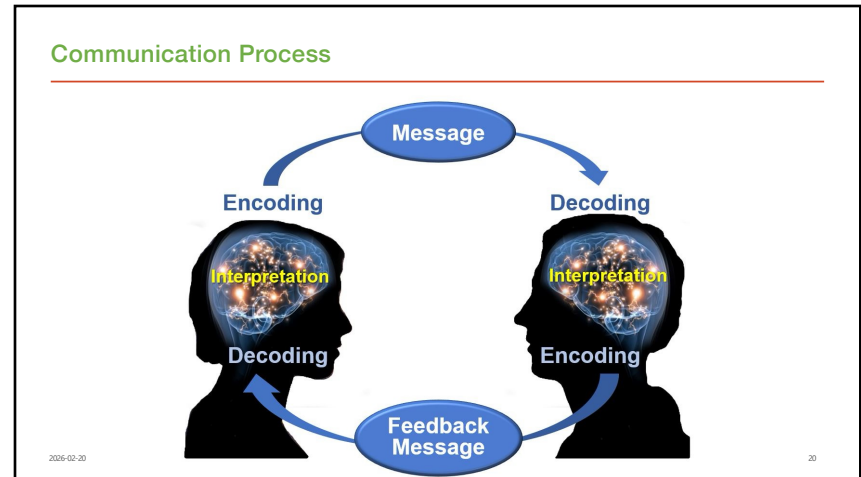 Communication Process
Message
Encoding
Decoding
Interpretation
Interpretation
Decoding
Encoding
Feedback
Message
2026-02-20
20